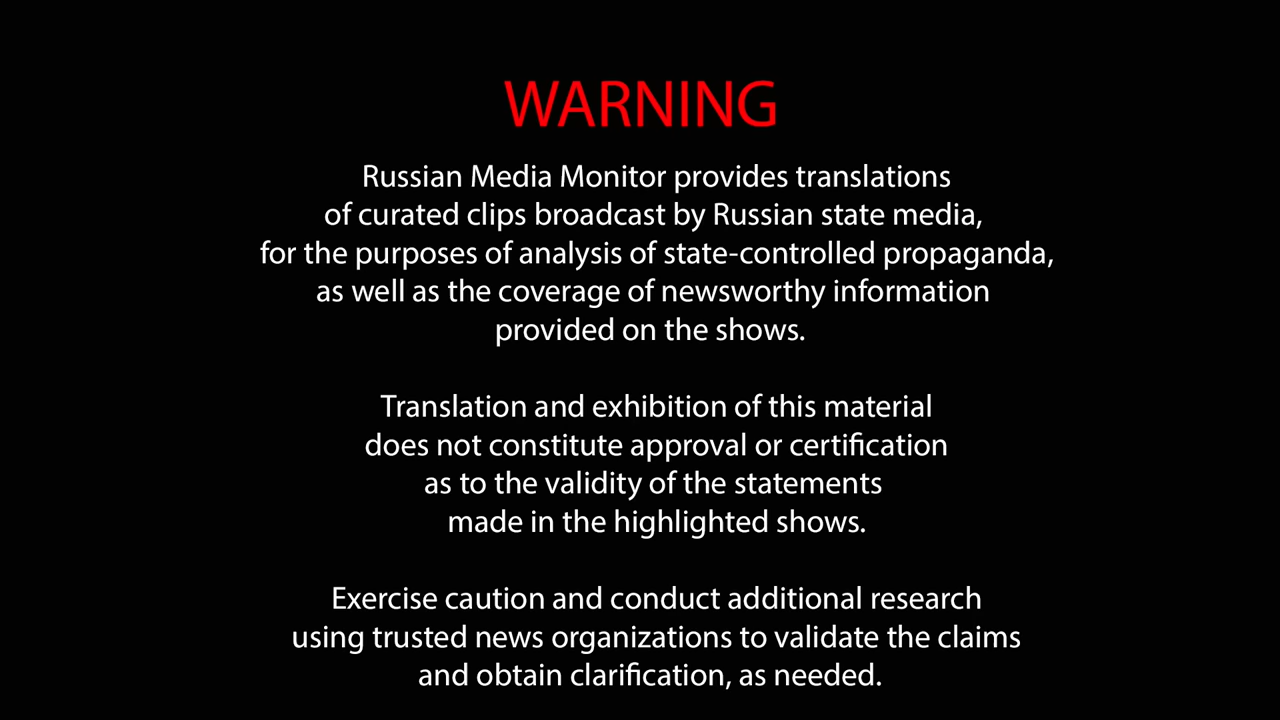 WARNING
Russian Media Monitor provides translations
of curated clips broadcast by Russian state media,
for the purposes of analysis of state-controlled propaganda,
as well as the coverage of newsworthy information
provided on the shows.
Translation and exhibition of this material
does not constitute approval or certification
as to the validity of the statements
made in the highlighted shows.
Exercise caution and conduct additional research
using trusted news organizations to validate the claims
and obtain clarification, as needed.